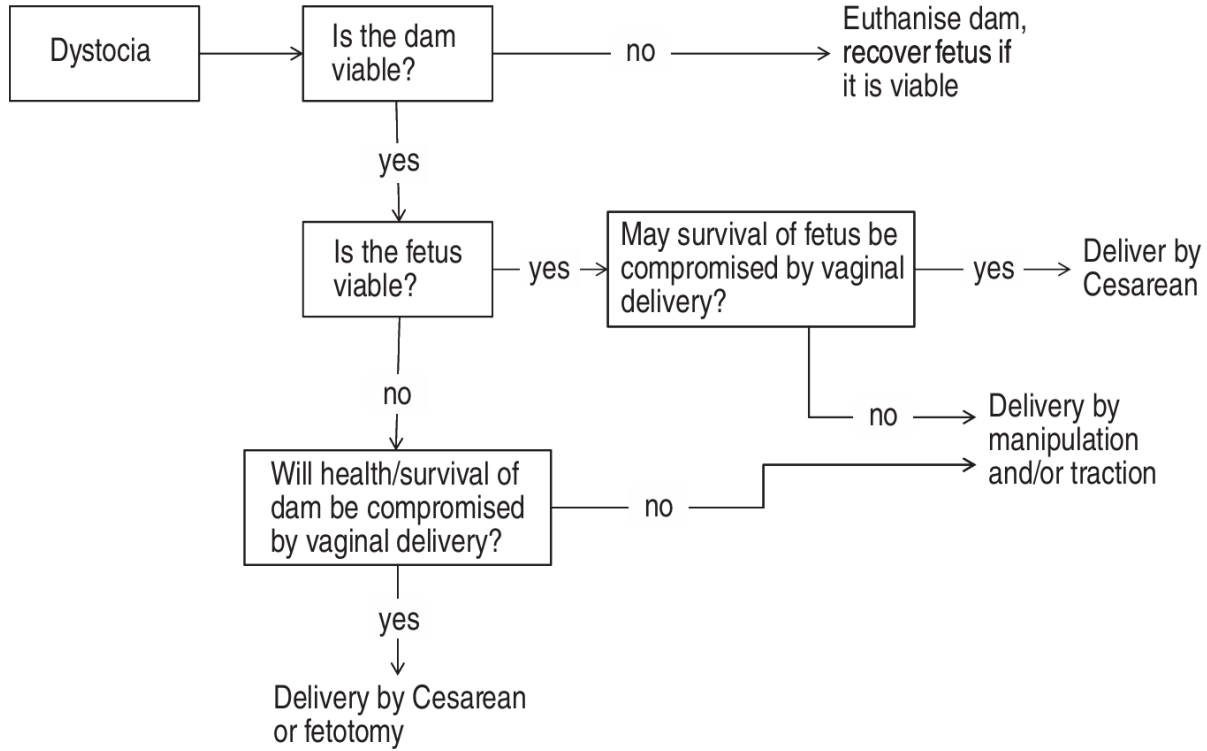 Dystocia
Is the dam
viable?
no
Euthanise dam,
recover fetus if
it is viable
yes
Is the fetus
viable?
yes
May survival of fetus be
compromised by vaginal
delivery?
yes
Deliver by
Cesarean
no
no
Delivery by
manipulation
and/or traction
Will health/survival of
dam be compromised
by vaginal delivery?
no
yes
Delivery by Cesarean
or fetotomy